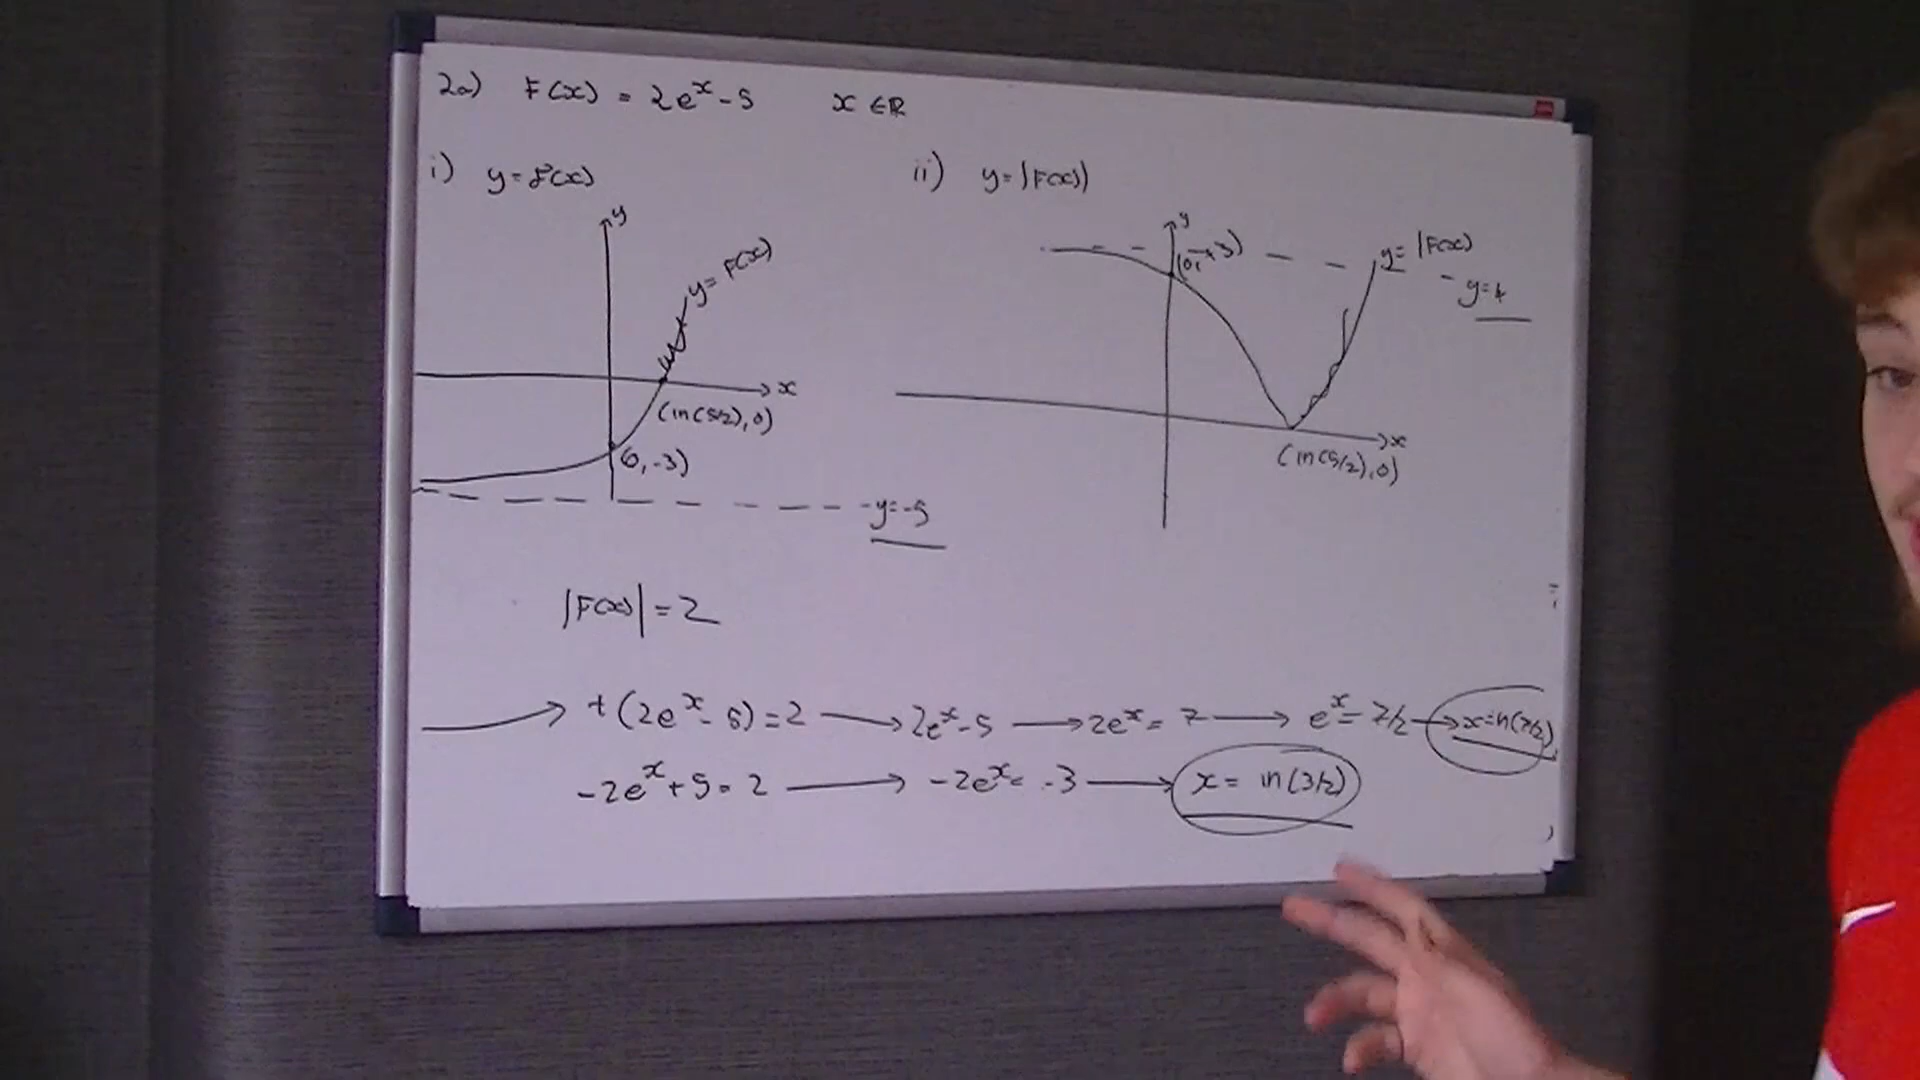 2a) F(x) = 2e^x - 5 x ∈ ℝ
i) y = f(x)
y
y = F(x)
x
(ln(5/2), 0)
(0, -3)
y = -5
ii) y = |F(x)|
y
(0, +3)
y = |F(x)|
x
(ln(5/2), 0)
|F(x)| = 2
→ +(2e^x - 5) = 2 → 2e^x - 5 → 2e^x = 7 → e^x = 7/2 → x = ln(7/2)
-2e^x + 5 = 2 → -2e^x = -3 → x = ln(3/2)